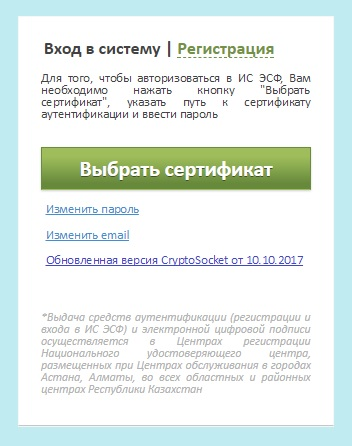 Вход в систему | Регистрация
Для того, чтобы авторизоваться в ИС ЭСФ, Вам
необходимо нажать кнопку "Выбрать
сертификат", указать путь к сертификату
аутентификации и ввести пароль
Выбрать сертификат
Изменить пароль
Изменить email
Обновленная версия CryptoSocket от 10.10.2017
*Выдача средств аутентификации (регистрации и
входа в ИС ЭСФ) и электронной цифровой подписи
осуществляется в Центрах регистрации
Национального удостоверяющего центра,
размещенных при Центрах обслуживания в городах
Астана, Алматы, во всех областных и районных
центрах Республики Казахстан